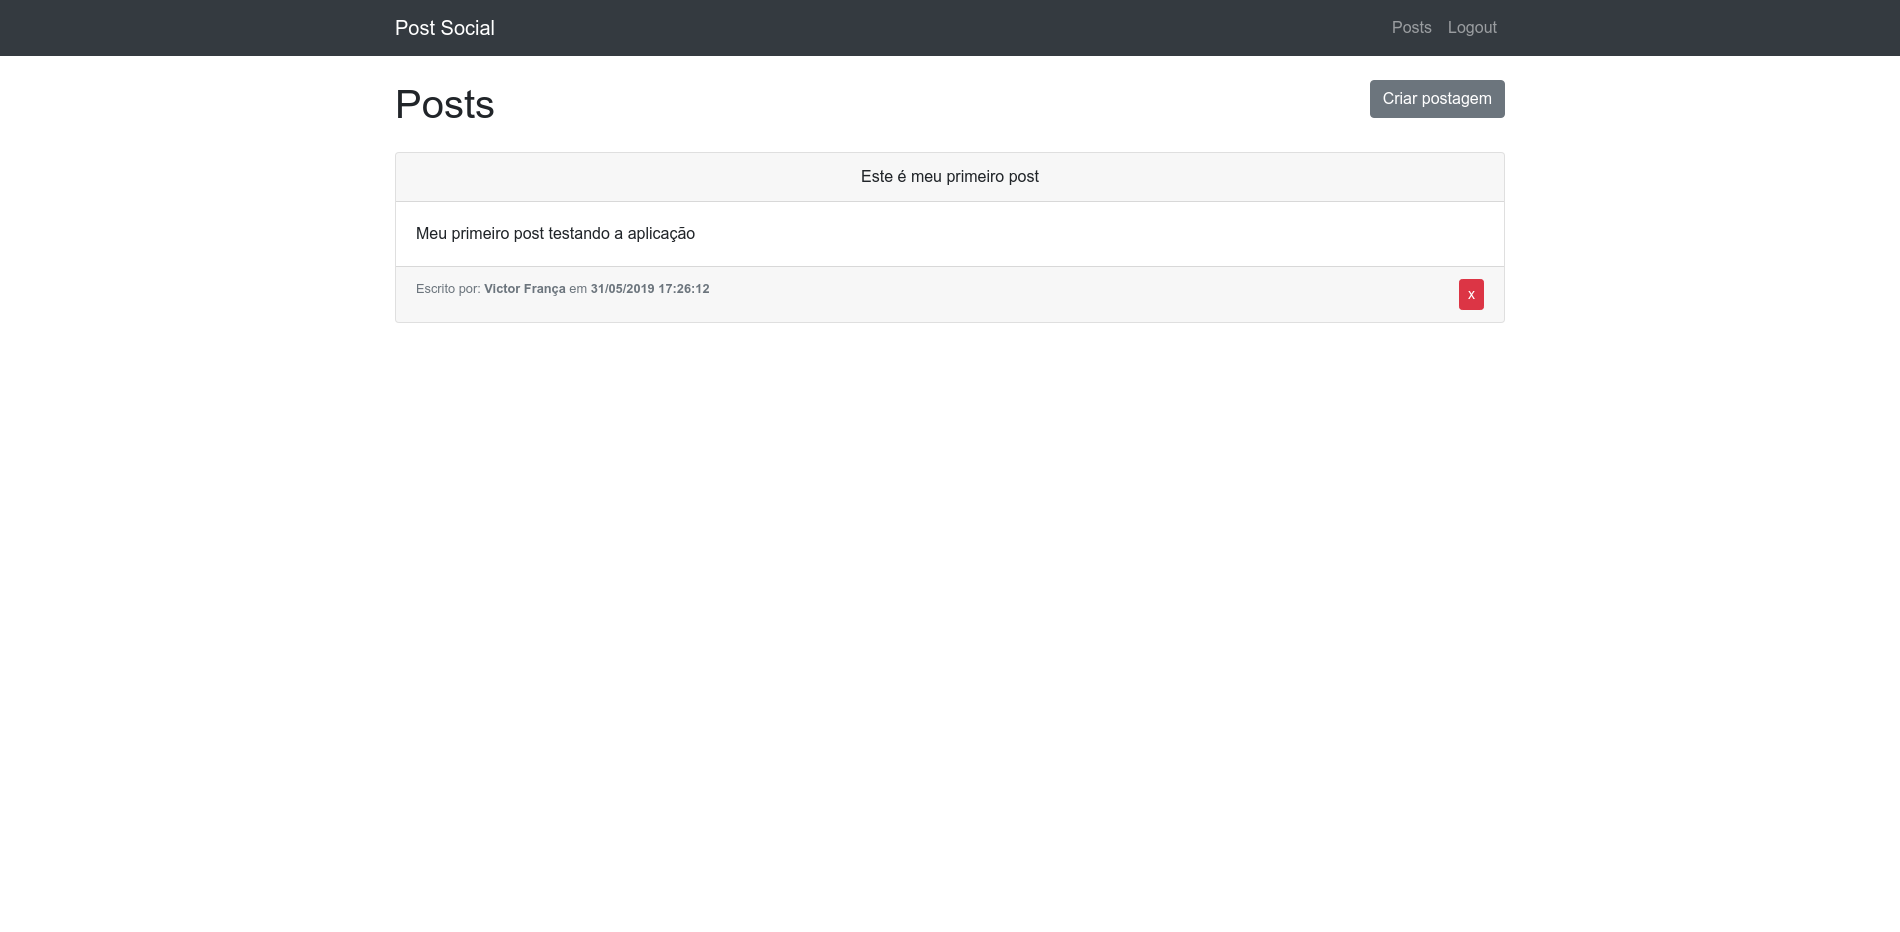 Post Social
Posts Logout
Posts
Criar postagem
Este é meu primeiro post
Meu primeiro post testando a aplicação
Escrito por: Victor França em 31/05/2019 17:26:12
x